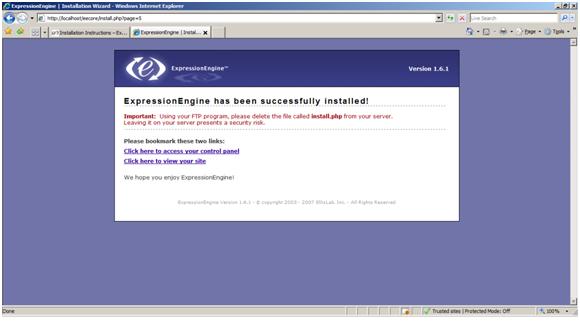 ExpressionEngine | Installation Wizard - Windows Internet Explorer
http://localhost/eecore/install.php?page=5
Live Search
Installation Instructions - Ex...
ExpressionEngine | Instal...
Page
Tools
ExpressionEngine™
Version 1.6.1
ExpressionEngine has been successfully installed!
Important: Using your FTP program, please delete the file called install.php from your server.
Leaving it on your server presents a security risk.
Please bookmark these two links:
Click here to access your control panel
Click here to view your site
We hope you enjoy ExpressionEngine!
ExpressionEngine Version 1.6.1 - © copyright 2003 - 2007 EllisLab, Inc. - All Rights Reserved
Done
Trusted sites | Protected Mode: Off
100%